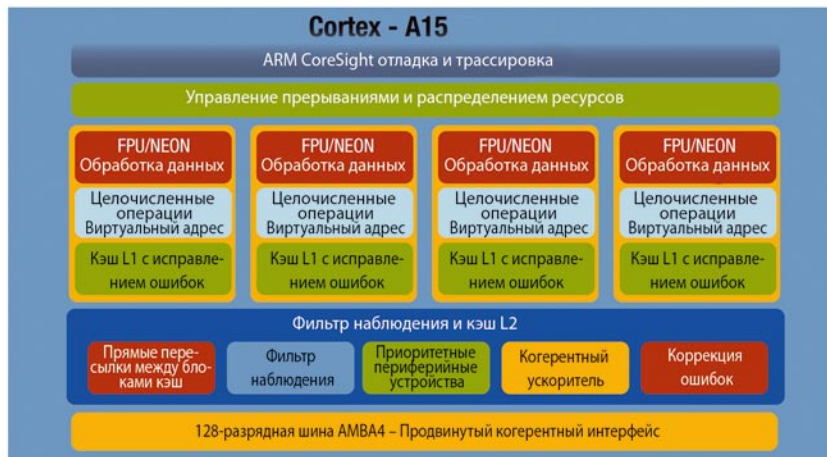 Cortex - A15
ARM CoreSight отладка и трассировка
Управление прерываниями и распределением ресурсов
FPU/NEON
Обработка данных
Целочисленные
операции
Виртуальный адрес
Кэш L1 с исправле-
нием ошибок
FPU/NEON
Обработка данных
Целочисленные
операции
Виртуальный адрес
Кэш L1 с исправле-
нием ошибок
FPU/NEON
Обработка данных
Целочисленные
операции
Виртуальный адрес
Кэш L1 с исправле-
нием ошибок
FPU/NEON
Обработка данных
Целочисленные
операции
Виртуальный адрес
Кэш L1 с исправле-
нием ошибок
Фильтр наблюдения и кэш L2
Прямые пере-
сылки между бло-
ками кэш
Фильтр
наблюдения
Приоритетные
периферийные
устройства
Когерентный
ускоритель
Коррекция
ошибок
128-разрядная шина AMBA4 – Продвинутый когерентный интерфейс